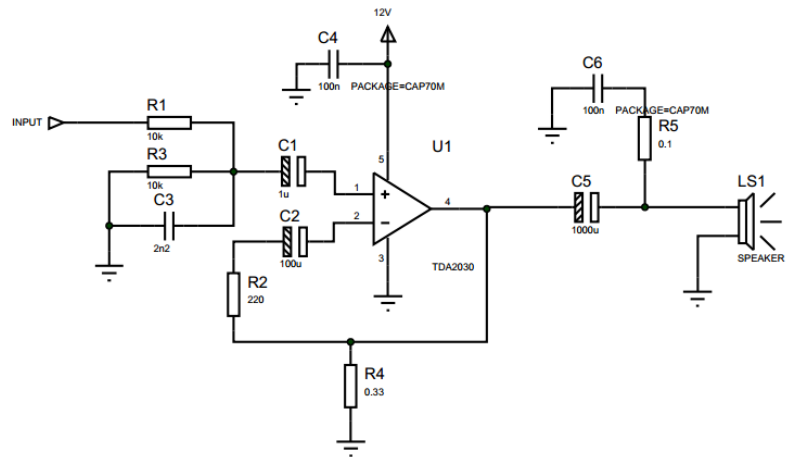 12V
C4
100n
PACKAGE=CAP70M
C6
100n
PACKAGE=CAP70M
R5
0.1
INPUT
R1
10k
R3
10k
C3
2n2
C1
1u
C2
100u
U1
5
1
2
3
4
TDA2030
C5
1000u
LS1
SPEAKER
R2
220
R4
0.33